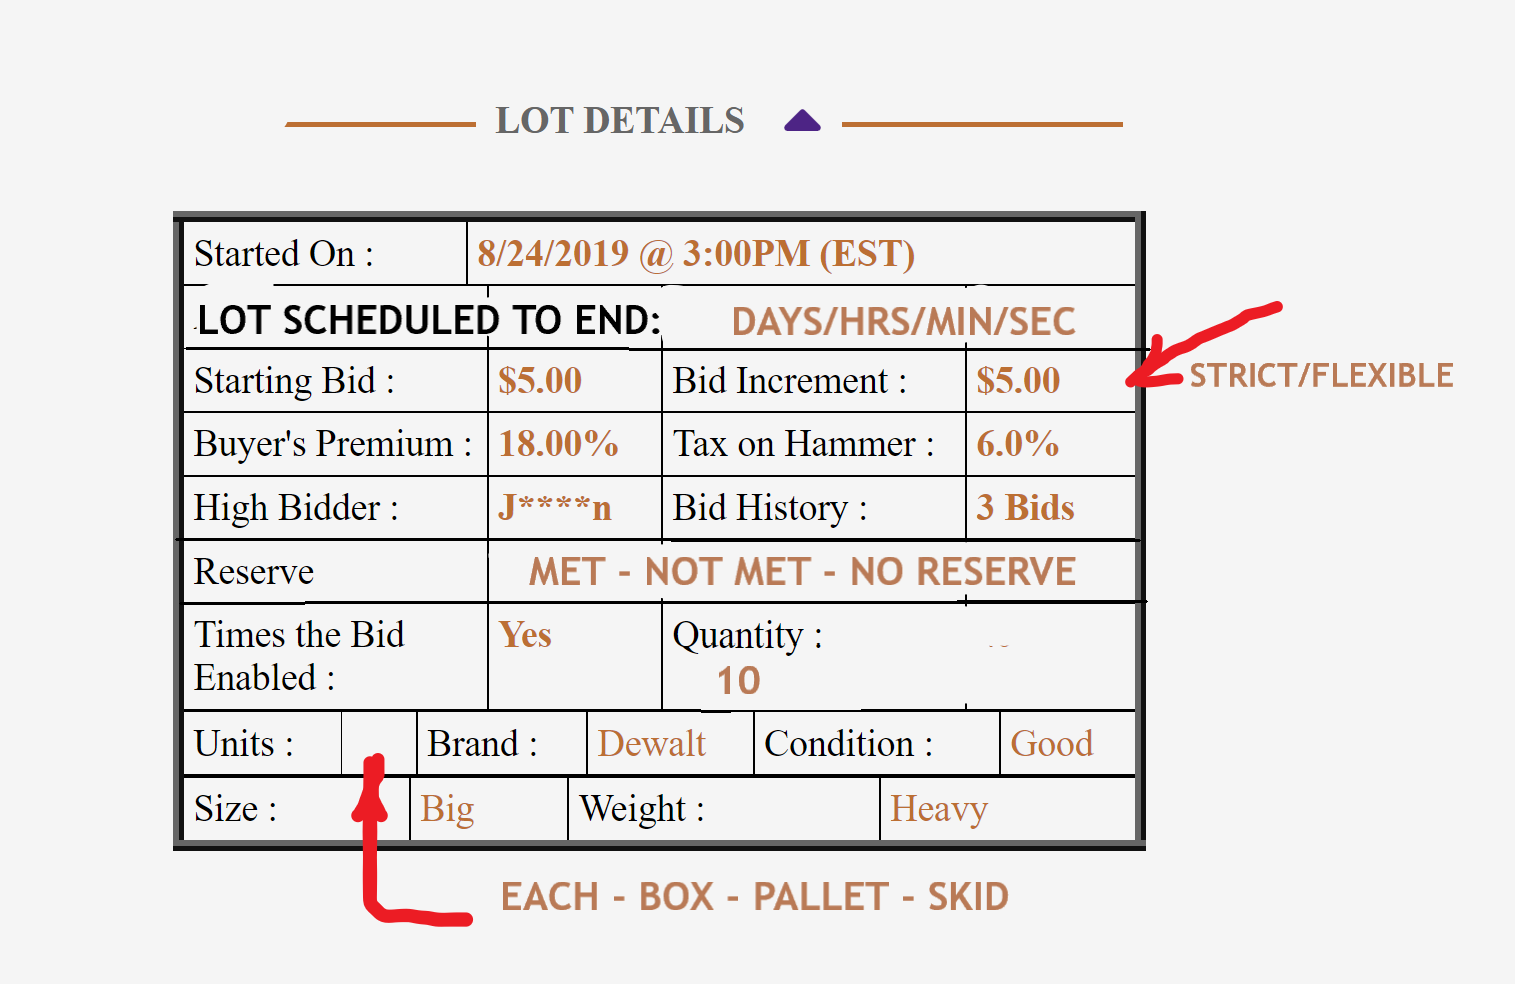 LOT DETAILS
Started On : 8/24/2019 @ 3:00PM (EST)
LOT SCHEDULED TO END: DAYS/HRS/MIN/SEC
Starting Bid : $5.00 Bid Increment : $5.00
STRICT/FLEXIBLE
Buyer's Premium : 18.00% Tax on Hammer : 6.0%
High Bidder : J****n Bid History : 3 Bids
Reserve MET - NOT MET - NO RESERVE
Times the Bid Yes Quantity :
Enabled : 10
Units : Brand : Dewalt Condition : Good
Size : Big Weight : Heavy
EACH - BOX - PALLET - SKID